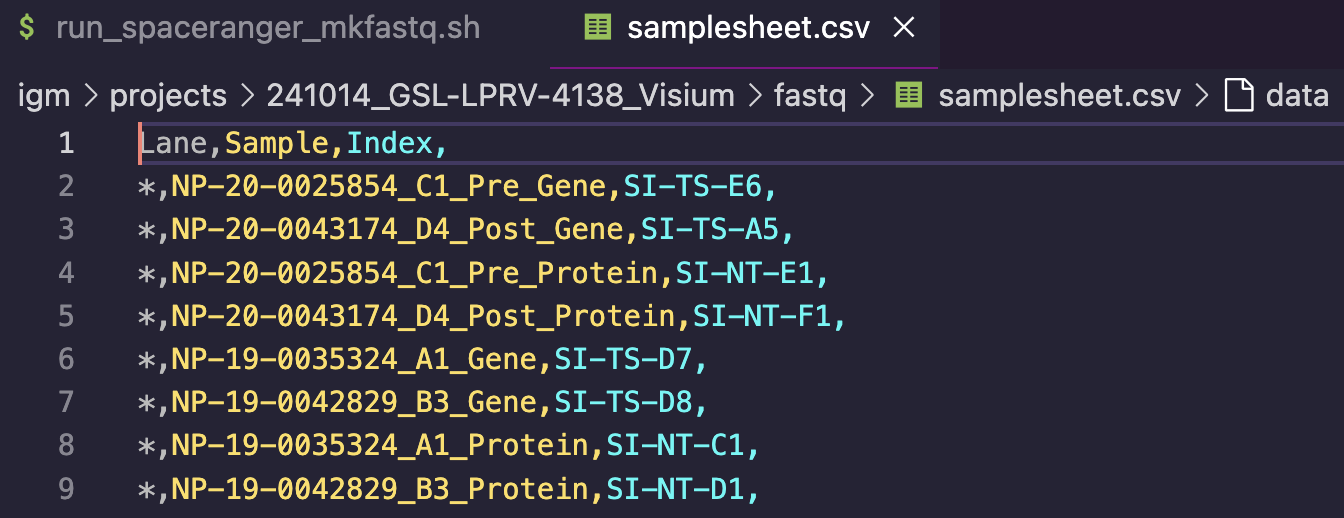 $ run_spaceranger_mkfastq.sh samplesheet.csv ×
igm > projects > 241014_GSL-LPRV-4138_Visium > fastq > samplesheet.csv > data
1 Lane,Sample,Index,
2 *,NP-20-0025854_C1_Pre_Gene,SI-TS-E6,
3 *,NP-20-0043174_D4_Post_Gene,SI-TS-A5,
4 *,NP-20-0025854_C1_Pre_Protein,SI-NT-E1,
5 *,NP-20-0043174_D4_Post_Protein,SI-NT-F1,
6 *,NP-19-0035324_A1_Gene,SI-TS-D7,
7 *,NP-19-0042829_B3_Gene,SI-TS-D8,
8 *,NP-19-0035324_A1_Protein,SI-NT-C1,
9 *,NP-19-0042829_B3_Protein,SI-NT-D1,